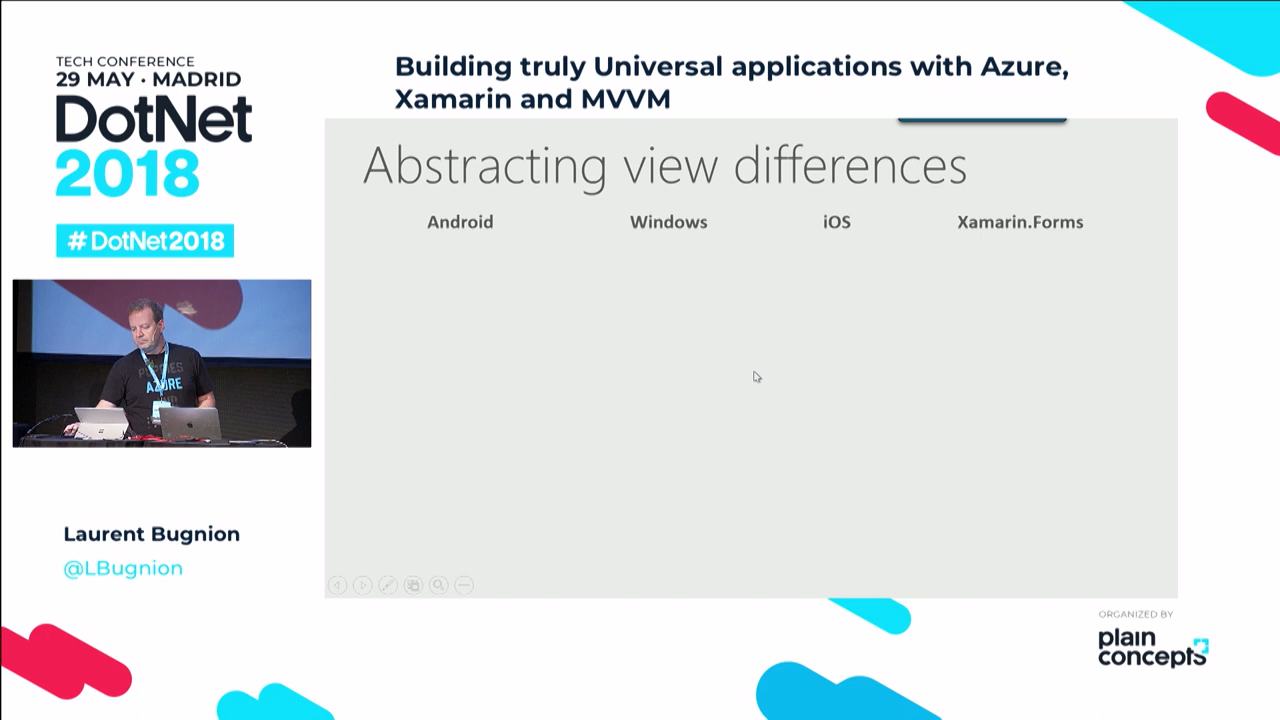 TECH CONFERENCE
29 MAY · MADRID
DotNet
2018
#DotNet2018
Building truly Universal applications with Azure,
Xamarin and MVVM
Abstracting view differences
Android Windows iOS Xamarin.Forms
AZURE
Laurent Bugnion
@LBugnion
ORGANIZED BY
plain
concepts